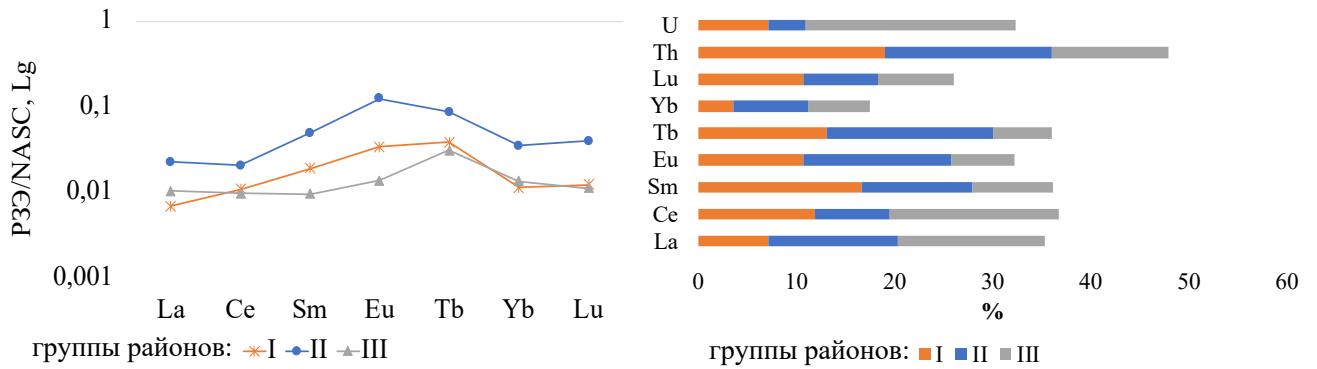 РЗЭ/NASC, Lg
1
0,1
0,01
0,001
La Ce Sm Eu Tb Yb Lu
группы районов: I II III
U
Th
Lu
Yb
Tb
Eu
Sm
Ce
La
0 10 20 30 40 50 60
%
группы районов: I II III